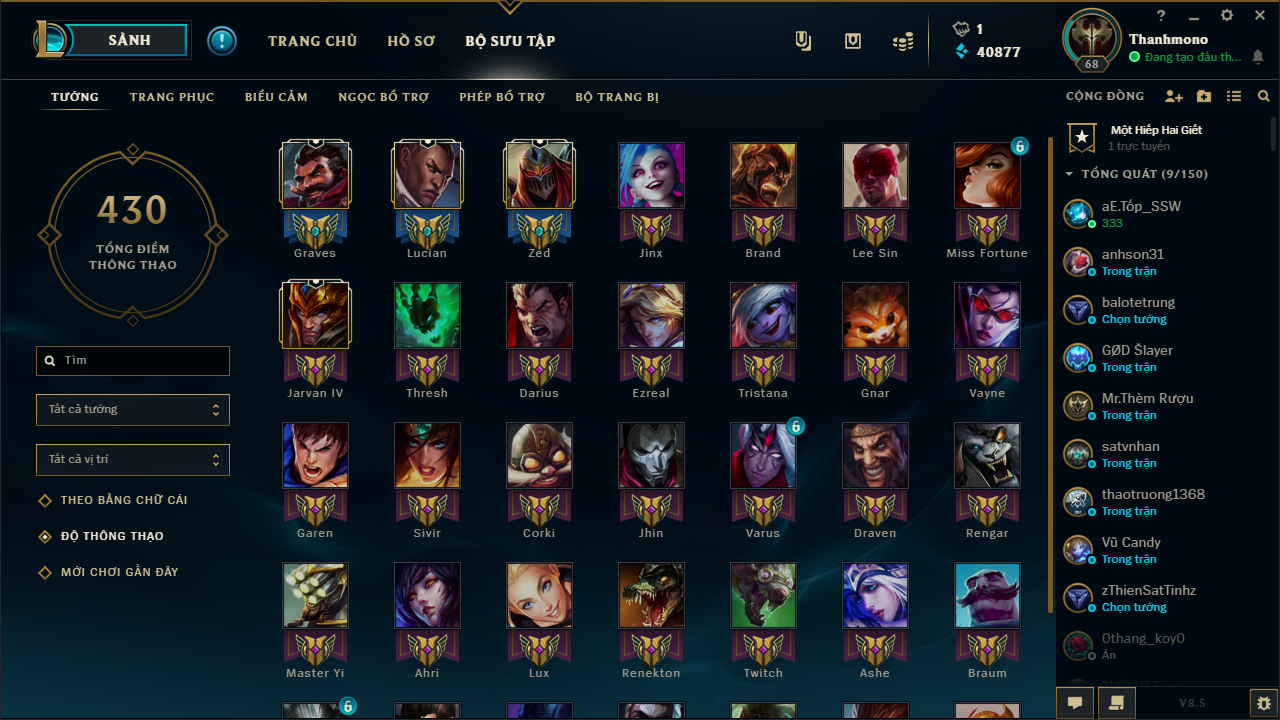 SẢNH
TRANG CHỦ
HỒ SƠ
BỘ SƯU TẬP
1
40877
?
68
Thanhmono
Đang tạo đấu th...
TƯỚNG
TRANG PHỤC
BIỂU CẢM
NGỌC BỔ TRỢ
PHÉP BỔ TRỢ
BỘ TRANG BỊ
430
TỔNG ĐIỂM
THÔNG THẠO
Tìm
Tất cả tướng
Tất cả vị trí
THEO BẢNG CHỮ CÁI
ĐỘ THÔNG THẠO
MỚI CHƠI GẦN ĐÂY
6
Graves
Lucian
Zed
Jinx
Brand
Lee Sin
Miss Fortune
Jarvan IV
Thresh
Darius
Ezreal
Tristana
Gnar
Vayne
6
Garen
Sivir
Corki
Jhin
Varus
Draven
Rengar
Master Yi
Ahri
Lux
Renekton
Twitch
Ashe
Braum
6
CỘNG ĐỒNG
Một Hiếp Hai Giết
1 trực tuyến
TỔNG QUÁT (9/150)
aE.Tóp_SSW
333
anhson31
Trong trận
balotetrung
Chọn tướng
GØD Šlayer
Trong trận
Mr.Thèm Rượu
Trong trận
satvnhan
Trong trận
thaotruong1368
Trong trận
Vũ Candy
Trong trận
zThienSatTinhz
Chọn tướng
0thang_koy0
Ẩn
V8.5